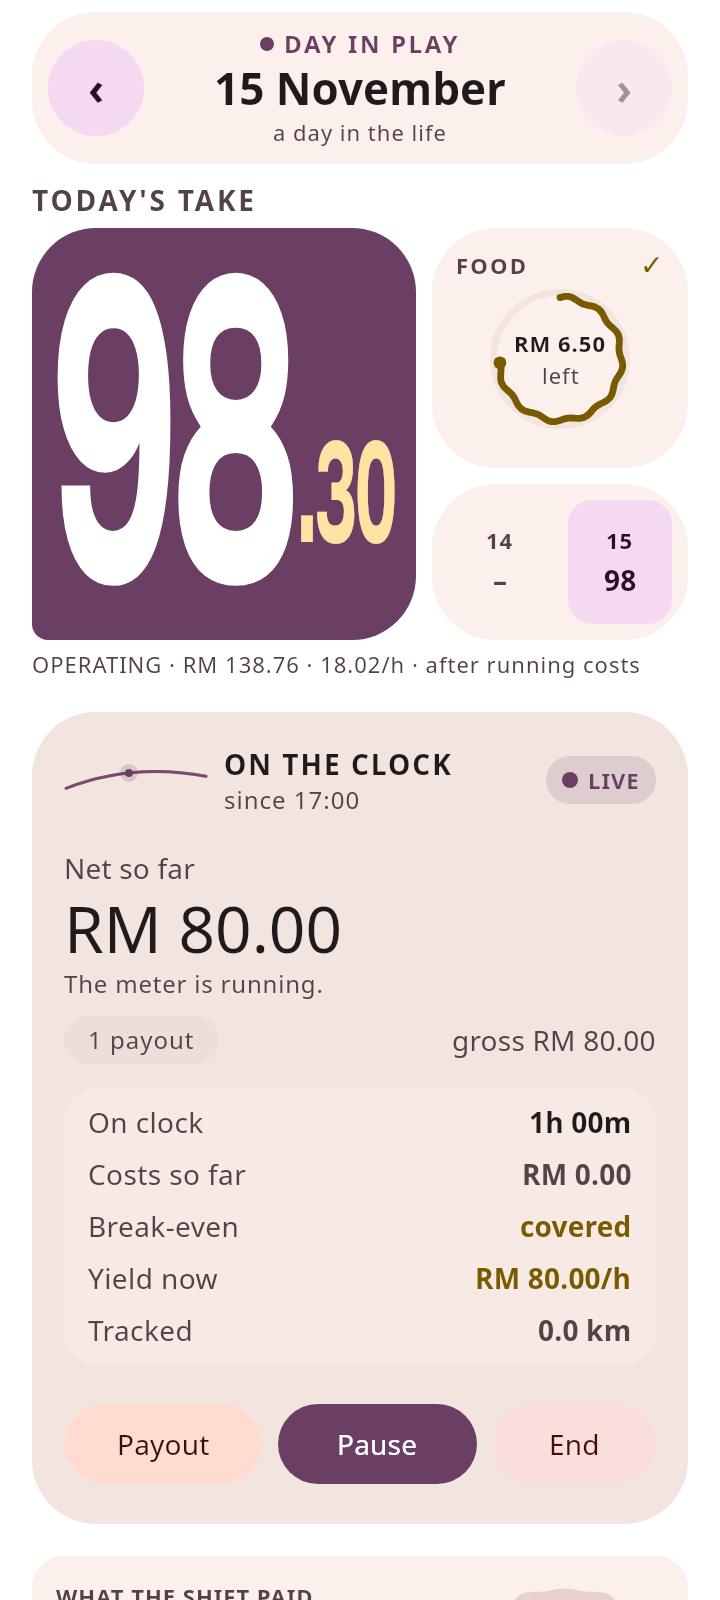 ‹
DAY IN PLAY
15 November
a day in the life
›
TODAY'S TAKE
98.30
FOOD ✓
RM 6.50
left
14
–
15
98
OPERATING · RM 138.76 · 18.02/h · after running costs
ON THE CLOCK
since 17:00
LIVE
Net so far
RM 80.00
The meter is running.
1 payout
gross RM 80.00
On clock 1h 00m
Costs so far RM 0.00
Break-even covered
Yield now RM 80.00/h
Tracked 0.0 km
Payout Pause End
WHAT THE SHIFT PAID